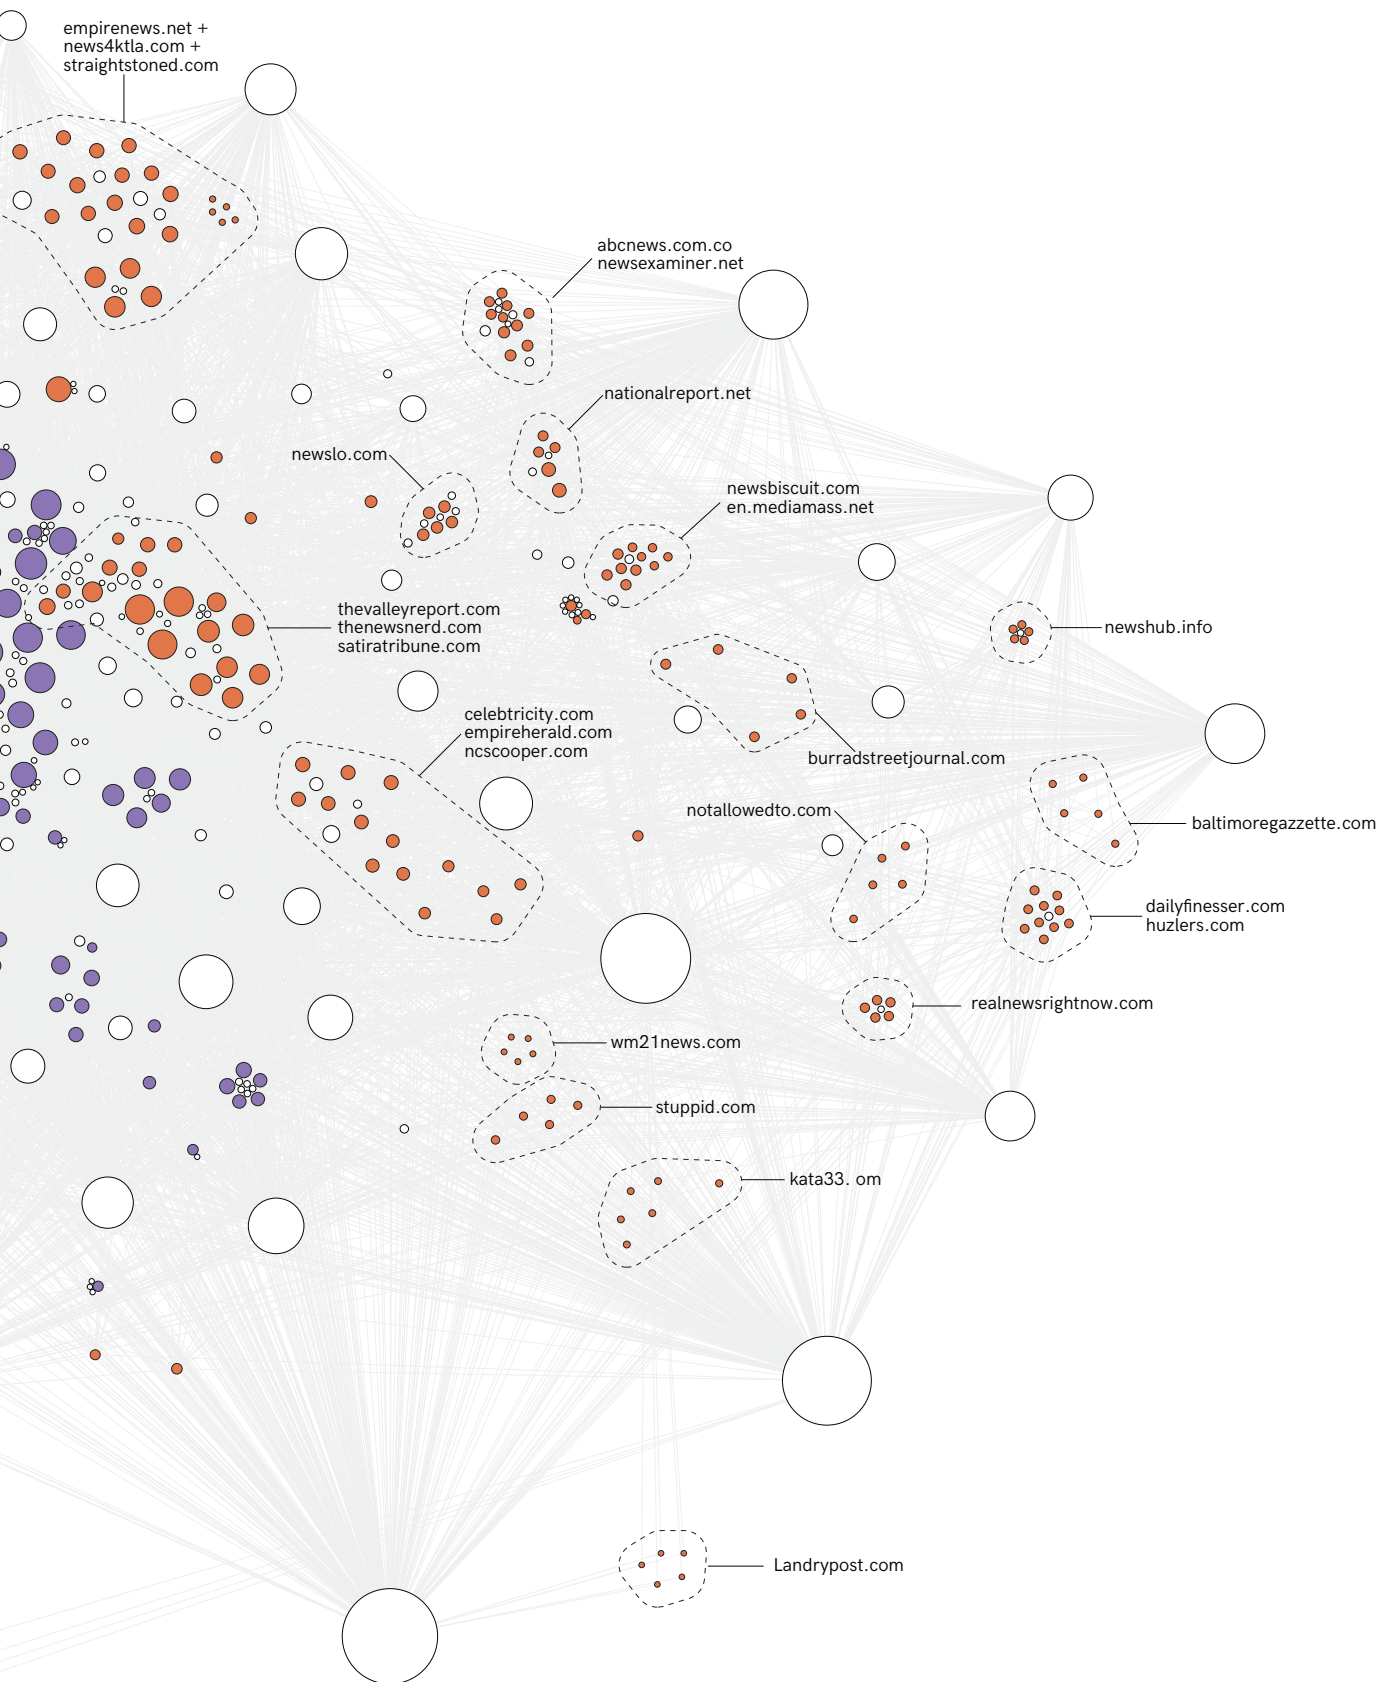 empirenews.net +
news4ktla.com +
straightstoned.com
abcnews.com.co
newsexaminer.net
nationalreport.net
newslo.com
newsbiscuit.com
en.mediamass.net
thevalleyreport.com
thenewsnerd.com
satiratribune.com
newshub.info
celebtricity.com
empireherald.com
ncscooper.com
burradstreetjournal.com
notallowedto.com
baltimoregazzette.com
dailyfinesser.com
huzlers.com
realnewsrightnow.com
wm21news.com
stuppid.com
kata33. om
Landrypost.com